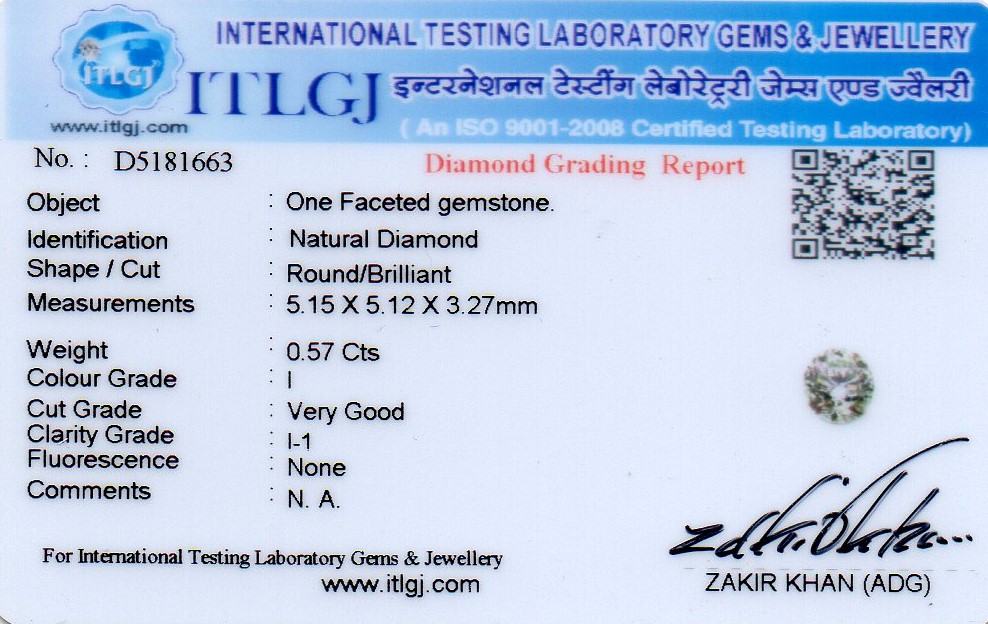 INTERNATIONAL TESTING LABORATORY GEMS & JEWELLERY
ITLGJ
ITLGJ इन्टरनेशनल टेस्टींग लेबोरेट्ररी जेम्स एण्ड ज्वैलरी
www.itlgj.com
( An ISO 9001-2008 Certified Testing Laboratory)
No. : D5181663
Diamond Grading Report
Object : One Faceted gemstone.
Identification : Natural Diamond
Shape / Cut : Round/Brilliant
Measurements : 5.15 X 5.12 X 3.27mm
Weight : 0.57 Cts
Colour Grade : I
Cut Grade : Very Good
Clarity Grade : I-1
Fluorescence : None
Comments : N. A.
For International Testing Laboratory Gems & Jewellery
www.itlgj.com
ZAKIR KHAN (ADG)